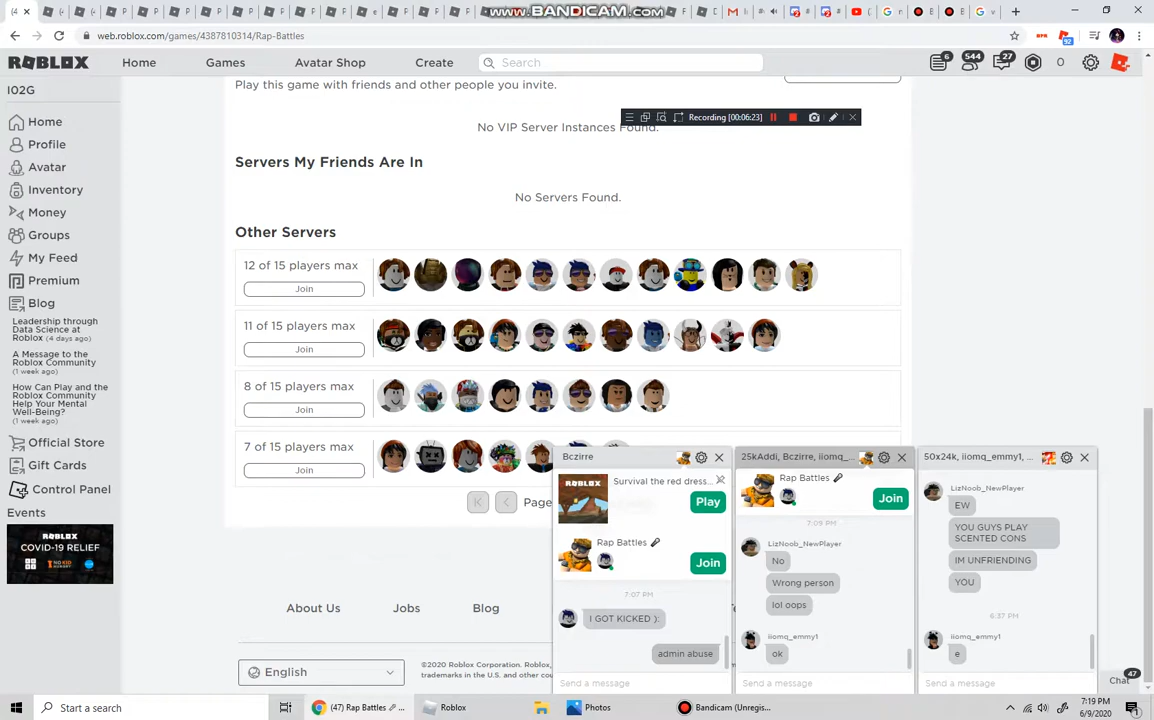 www.BANDICAM.com
web.roblox.com/games/4387810314/Rap-Battles
92
ROBLOX
Home
Games
Avatar Shop
Create
Search
6
544
27
0
IO2G
Home
Profile
Avatar
Inventory
Money
Groups
My Feed
Premium
Blog
Leadership through
Data Science at
Roblox (4 days ago)
A Message to the
Roblox Community
(1 week ago)
How Can Play and the
Roblox Community
Help Your Mental
Well-Being?
(1 week ago)
Official Store
Gift Cards
Control Panel
Events
COVID-19 RELIEF
NO KID HUNGRY
Play this game with friends and other people you invite.
Recording [00:06:23]
No VIP Server Instances Found.
Servers My Friends Are In
No Servers Found.
Other Servers
12 of 15 players max
Join
11 of 15 players max
Join
8 of 15 players max
Join
7 of 15 players max
Join
Page
About Us
Jobs
Blog
English
©2020 Roblox Corporation. Roblox,
trademarks in the U.S. and other cou
Bczirre
ROBLOX
Survival the red dress...
Play
Rap Battles
Join
7:07 PM
I GOT KICKED ):
admin abuse
Send a message
25kAddi, Bczirre, iiomq_...
Rap Battles
Join
7:09 PM
LizNoob_NewPlayer
No
Wrong person
lol oops
iiomq_emmy1
ok
Send a message
50x24k, iiomq_emmy1, ...
LizNoob_NewPlayer
EW
YOU GUYS PLAY
SCENTED CONS
IM UNFRIENDING
YOU
6:37 PM
iiomq_emmy1
e
Send a message
Chat
47
Start a search
(47) Rap Battles
Roblox
Photos
Bandicam (Unregis...
7:19 PM
6/9/2020